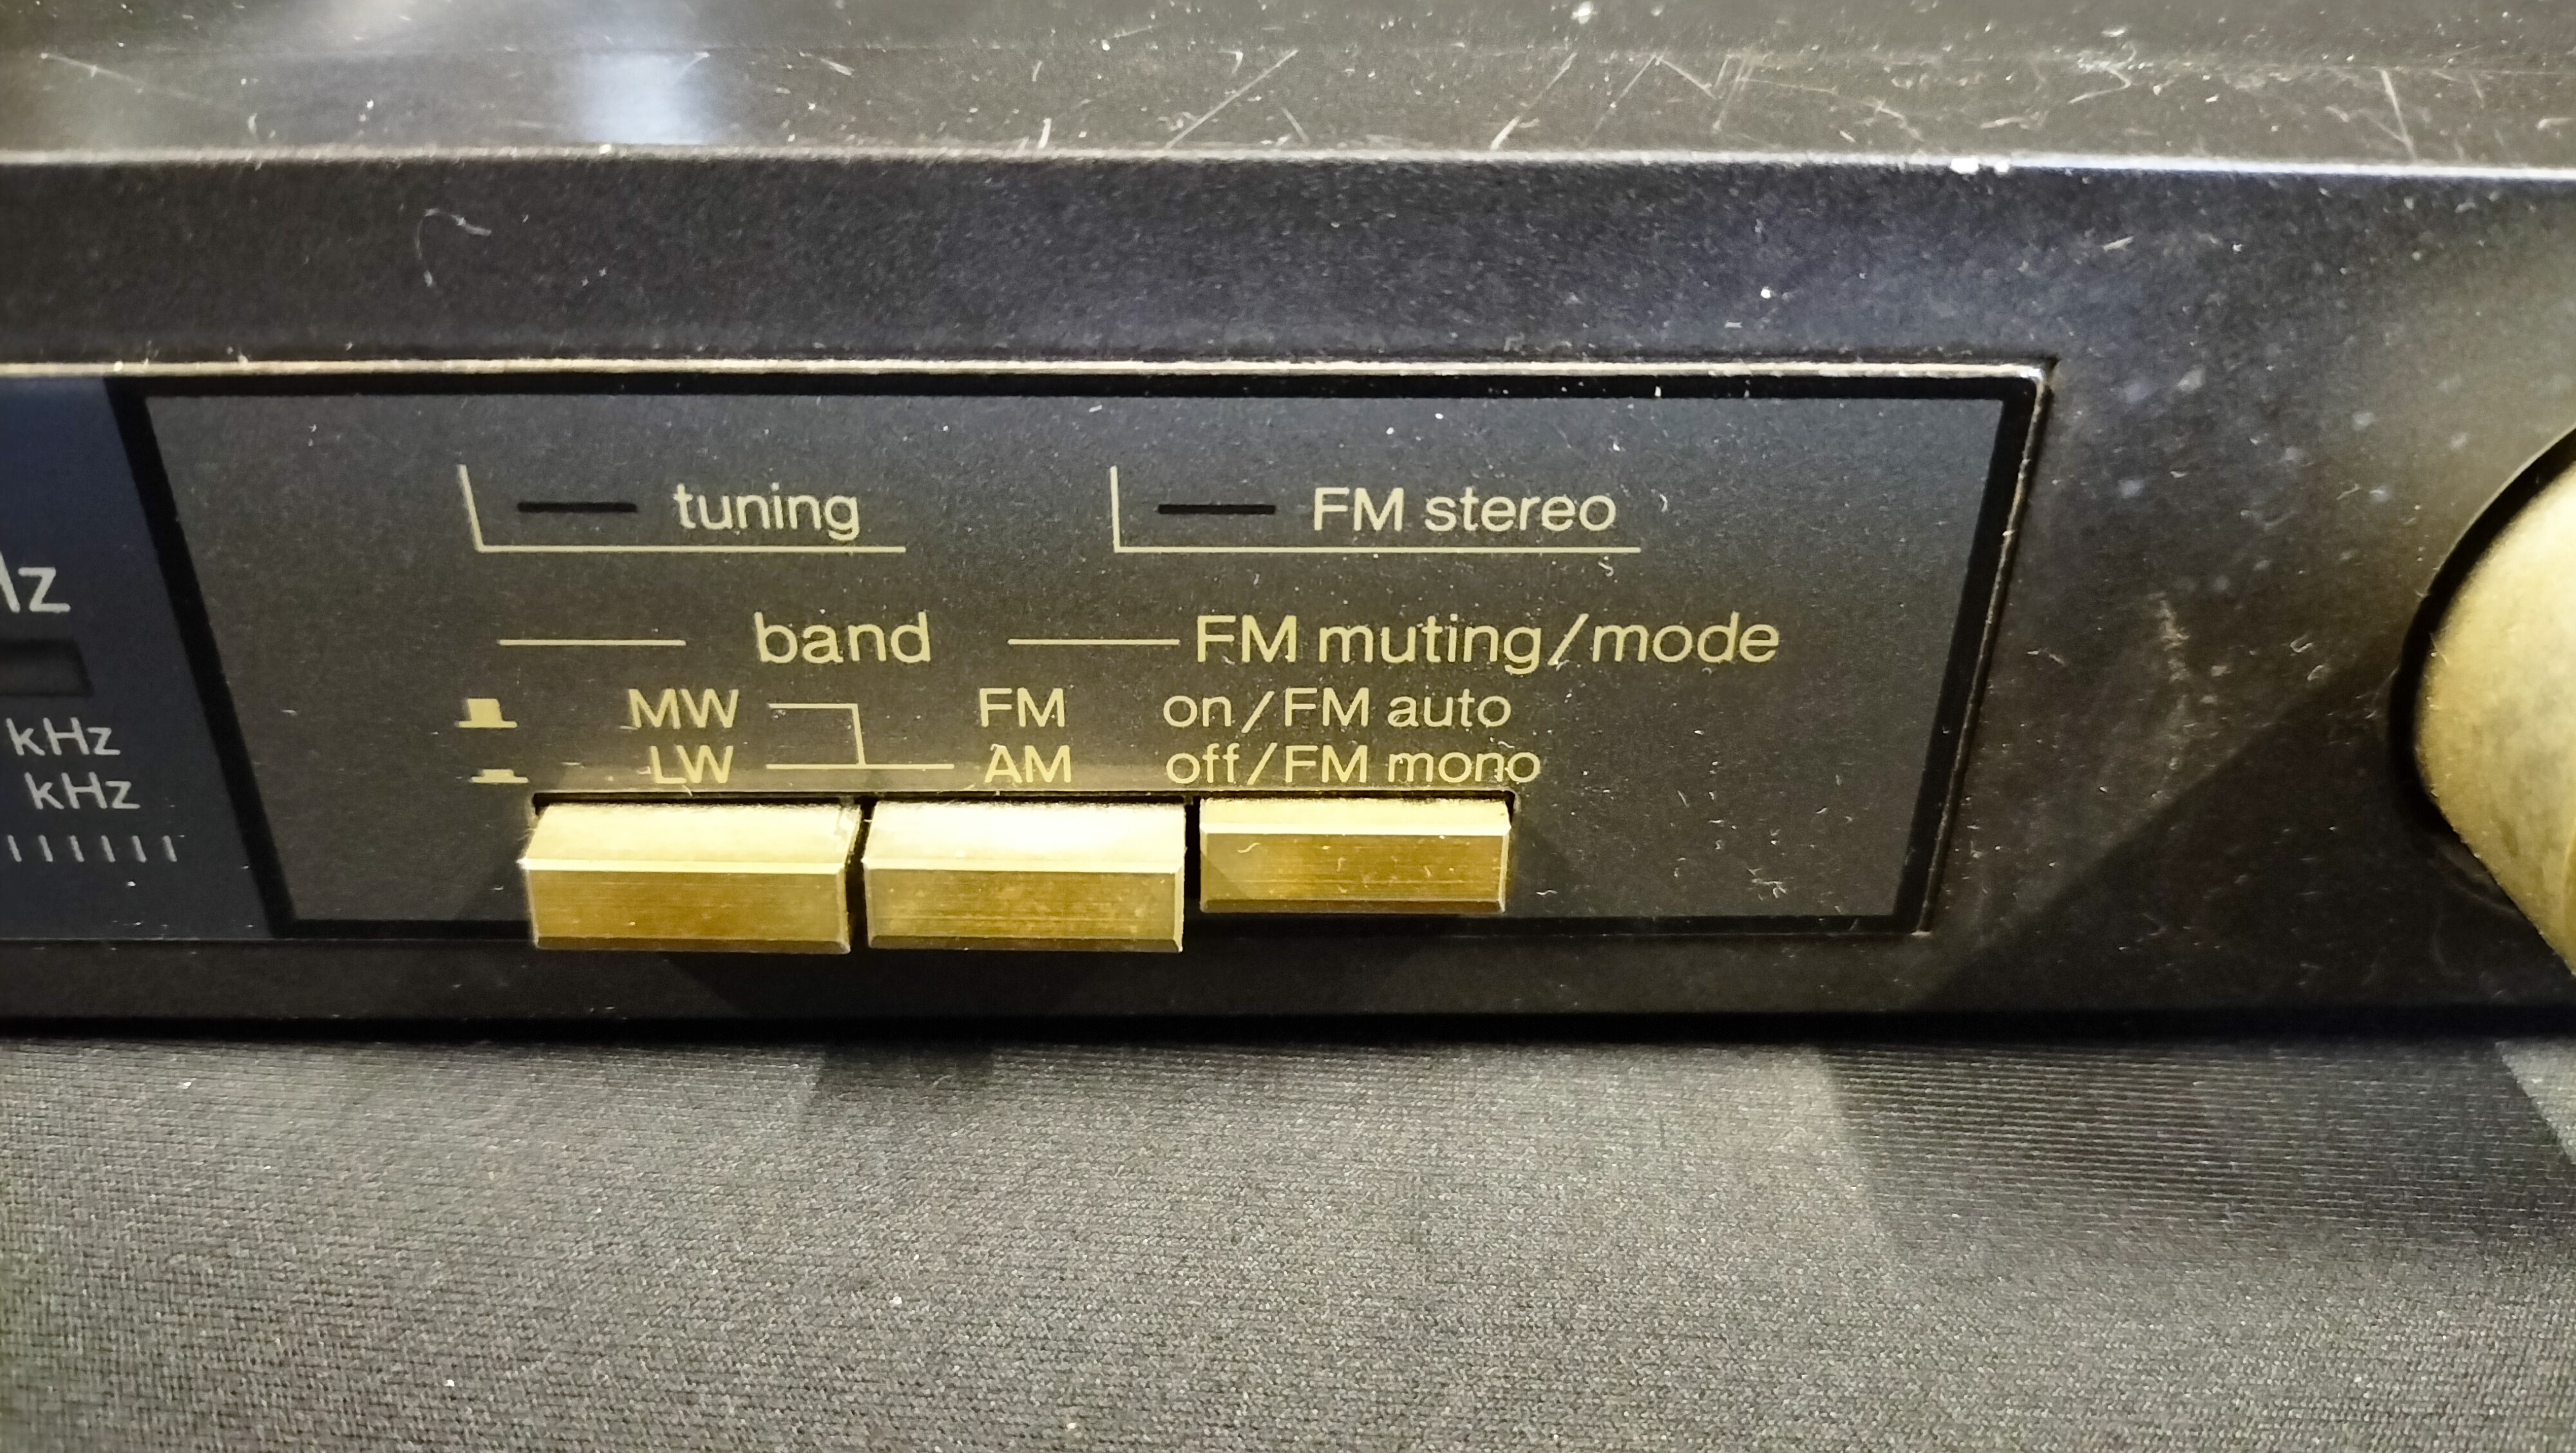 tuning FM stereo
band FM muting/mode
MW FM on/FM auto
LW AM off/FM mono
kHz
kHz